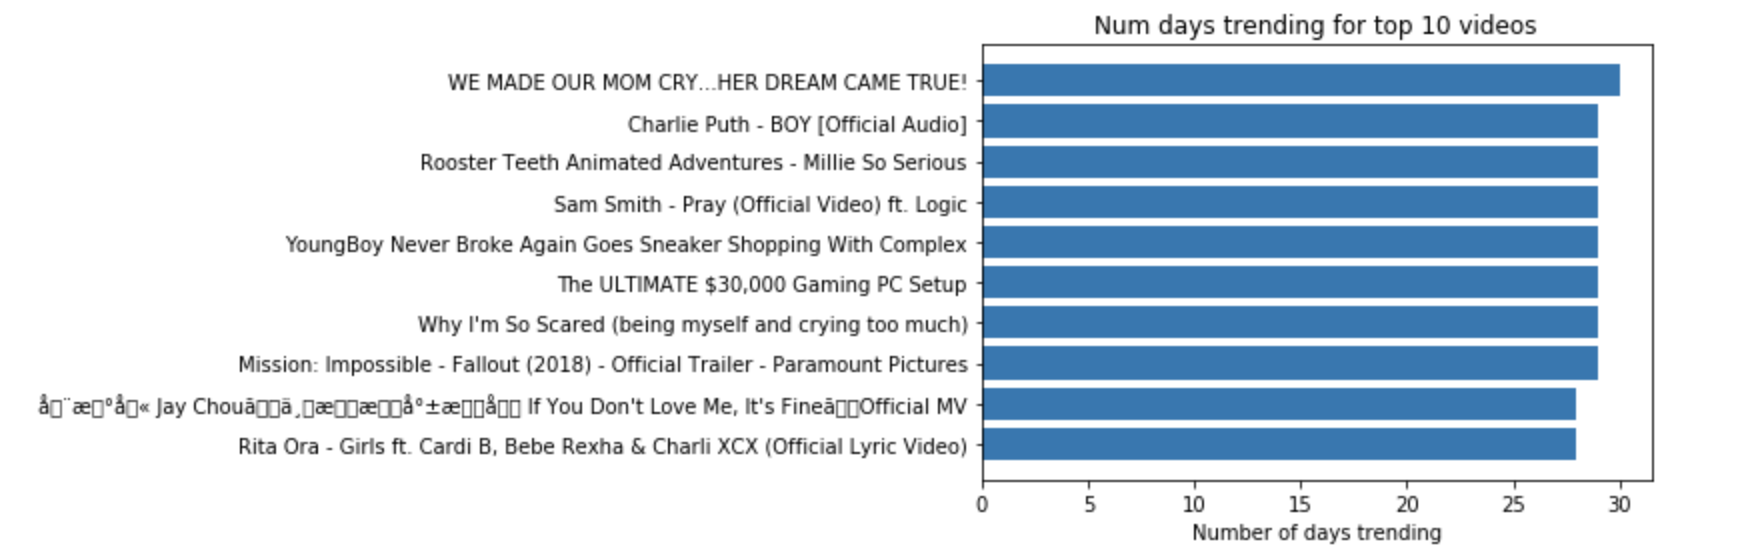 Num days trending for top 10 videos
WE MADE OUR MOM CRY...HER DREAM CAME TRUE!
Charlie Puth - BOY [Official Audio]
Rooster Teeth Animated Adventures - Millie So Serious
Sam Smith - Pray (Official Video) ft. Logic
YoungBoy Never Broke Again Goes Sneaker Shopping With Complex
The ULTIMATE $30,000 Gaming PC Setup
Why I'm So Scared (being myself and crying too much)
Mission: Impossible - Fallout (2018) - Official Trailer - Paramount Pictures
å▯¨æ▯°å▯« Jay Chouã▯▯ä¸▯æ▯▯æ▯▯å°±æ▯▯å▯▯ If You Don't Love Me, It's Fineã▯▯Official MV
Rita Ora - Girls ft. Cardi B, Bebe Rexha & Charli XCX (Official Lyric Video)
0 5 10 15 20 25 30
Number of days trending